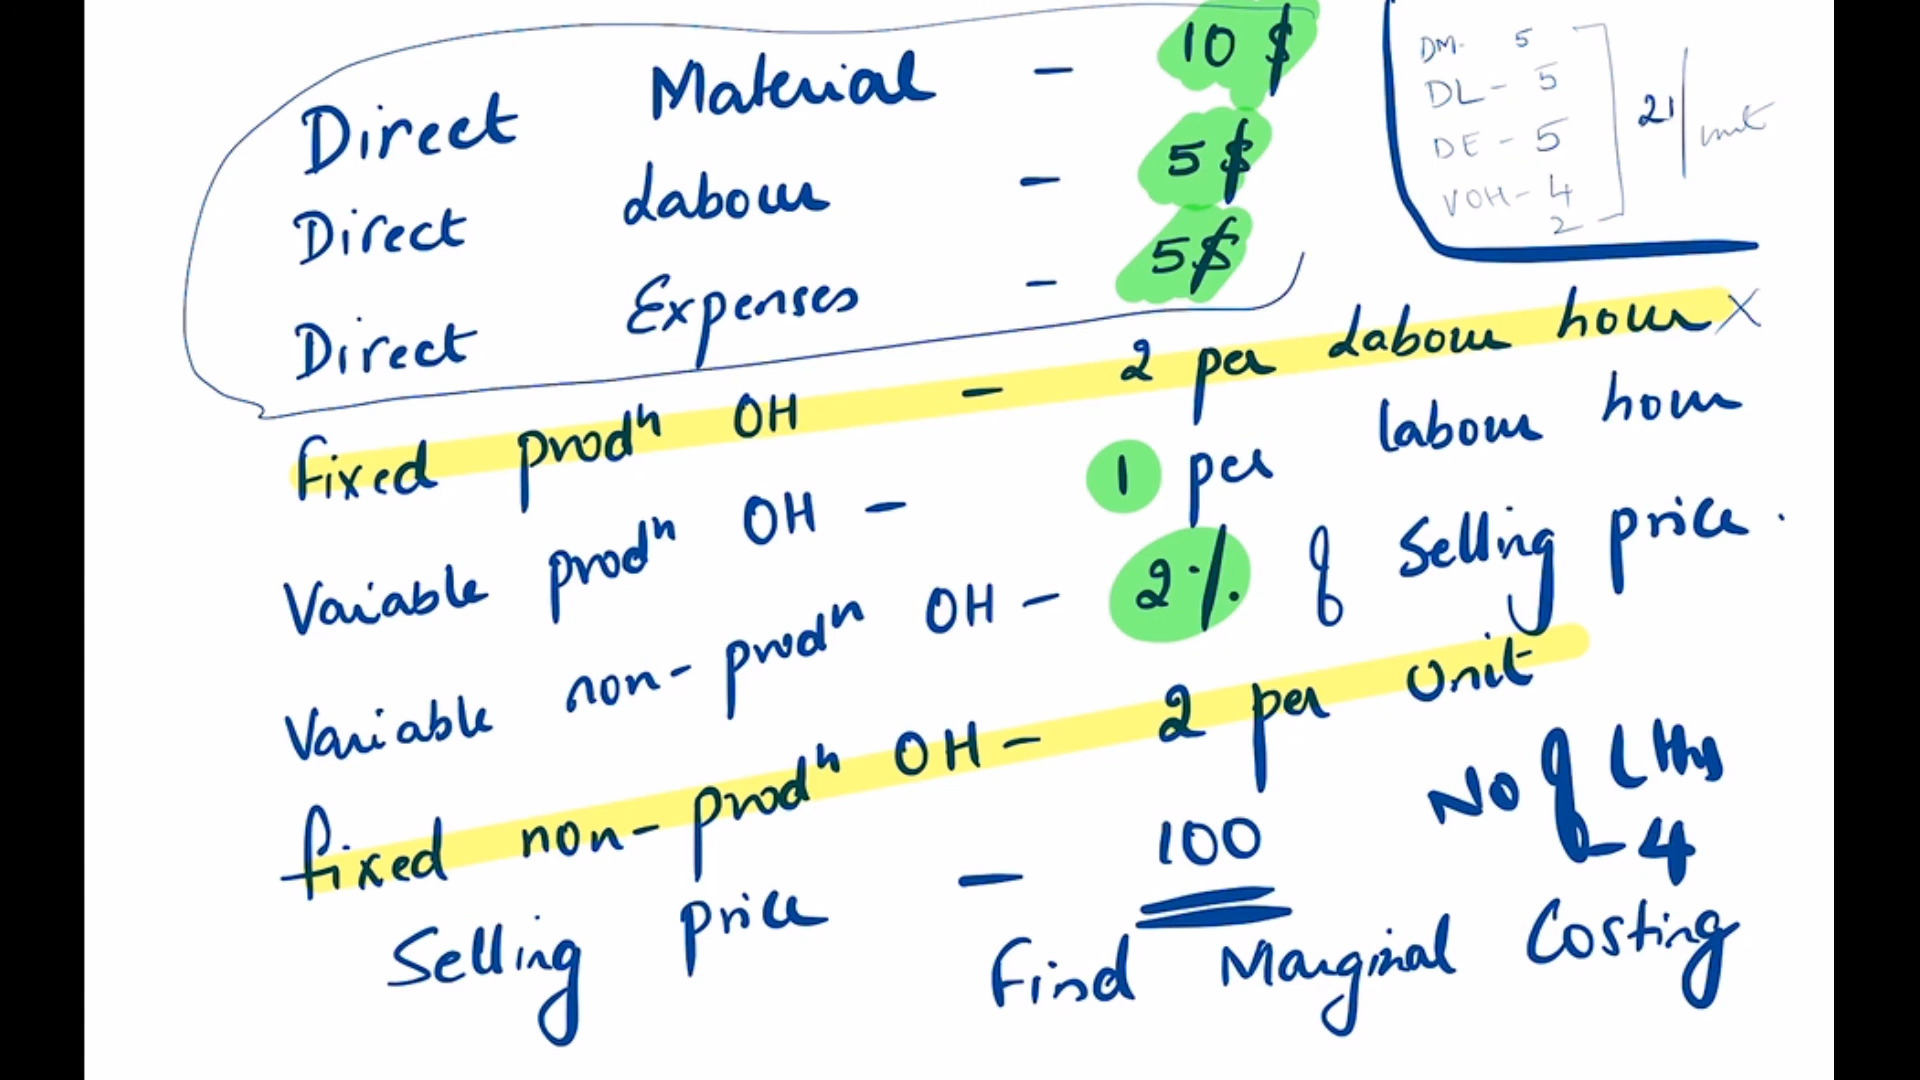 Direct Material - 10 $
Direct Labour - 5 $
Direct Expenses - 5 $
fixed prodn OH - 2 per Labour hour X
Variable prodn OH - 1 per labour hour
Variable non-prodn OH - 2% of Selling price.
fixed non-prodn OH - 2 per Unit
Selling price - 100
No of LHrs
- 4
find Marginal Costing
DM- 5
DL - 5
DE - 5
VOH - 4
2
21/unit